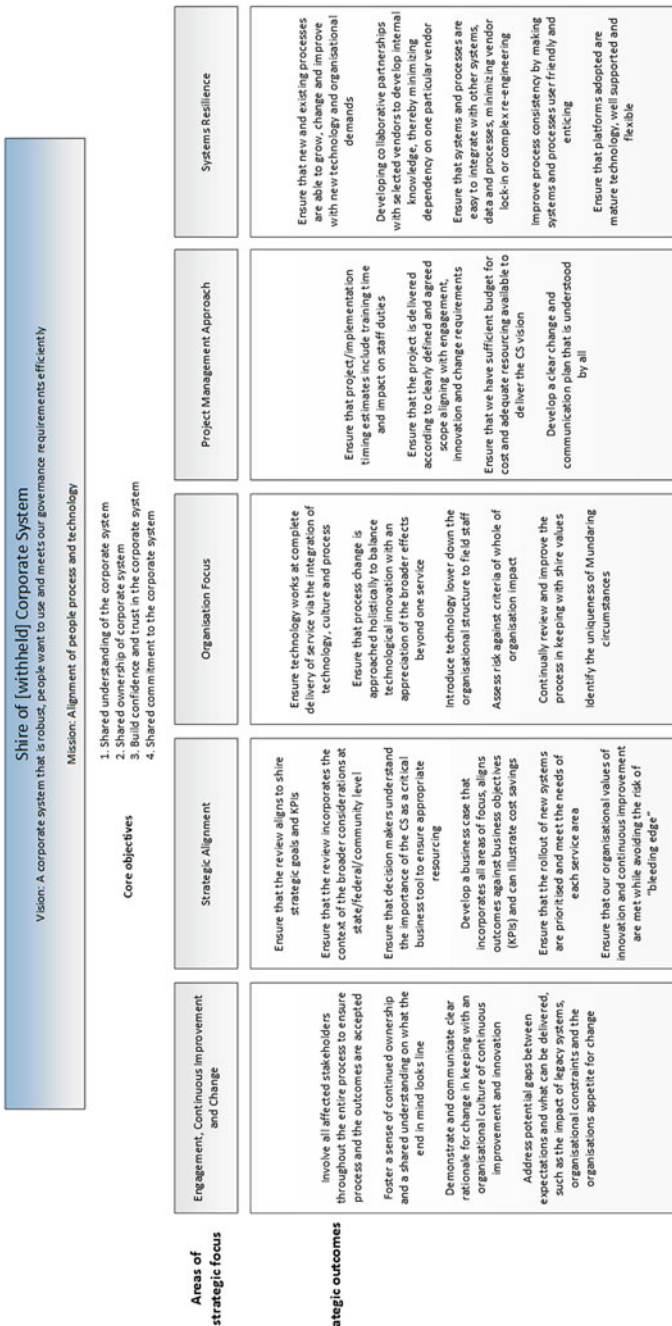 Shire of [withheld] Corporate System
Vision: A corporate system that is robust, people want to use and meets our governance requirements efficiently
Mission: Alignment of people process and technology
Core objectives
1. Shared understanding of the corporate system
2. Shared ownership of corporate system
3. Build confidence and trust in the corporate system
4. Shared commitment to the corporate system
Areas of
strategic focus
Engagement, Continuous Improvement
and Change
Strategic Alignment
Organisation Focus
Project Management Approach
Systems Resilience
ategic outcomes
Involve all affected stakeholders
throughout the entire process to ensure
process and the outcomes are accepted
Foster a sense of continued ownership
and a shared understanding on what the
end in mind looks line
Demonstrate and communicate clear
rationale for change in keeping with an
organisational culture of continuous
improvement and innovation
Address potential gaps between
expectations and what can be delivered,
such as the impact of legacy systems,
organisational constraints and the
organisations appetite for change
Ensure that the review aligns to shire
strategic goals and KPIs
Ensure that the review incorporates the
context of the broader considerations at
state/federal/community level
Ensure that decision makers understand
the importance of the CS as a critical
business tool to ensure appropriate
resourcing
Develop a business case that
incorporates all areas of focus, aligns
outcomes against business objectives
(KPIs) and can Illustrate cost savings
Ensure that the rollout of new systems
are prioritised and meet the needs of
each service area
Ensure that our organisational values of
innovation and continuous improvement
are met while avoiding the risk of
"bleeding edge"
Ensure technology works at complete
delivery of service via the integration of
technology, culture and process
Ensure that process change is
approached holistically to balance
technological innovation with an
appreciation of the broader effects
beyond one service
Introduce technology lower down the
organisational structure to field staff
Assess risk against criteria of whole of
organisation impact
Continually review and improve the
process in keeping with shire values
Identify the uniqueness of Mundaring
circumstances
Ensure that project/implementation
timing estimates include training time
and impact on staff duties
Ensure that the project is delivered
according to clearly defined and agreed
scope aligning with engagement,
innovation and change requirements
Ensure that we have sufficient budget for
cost and adequate resourcing available to
deliver the CS vision
Develop a clear change and
communication plan that is understood
by all
Ensure that new and existing processes
are able to grow, change and improve
with new technology and organisational
demands
Developing collaborative partnerships
with selected vendors to develop internal
knowledge, thereby minimizing
dependency on one particular vendor
Ensure that systems and processes are
easy to integrate with other systems,
data and processes, minimizing vendor
lock-in or complex re-engineering
Improve process consistency by making
systems and processes user friendly and
enticing
Ensure that platforms adopted are
mature technology, well supported and
flexible